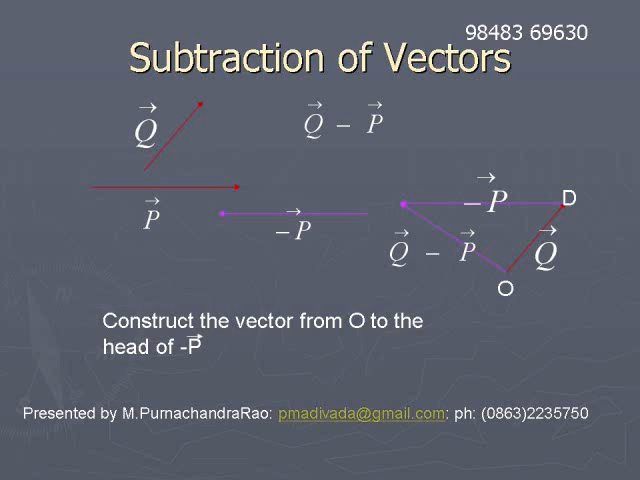 98483 69630
Subtraction of Vectors
Q
Q – P
P
– P
– P
D
Q – P
Q
O
Construct the vector from O to the
head of -P
Presented by M.PurnachandraRao: pmadivada@gmail.com: ph: (0863)2235750